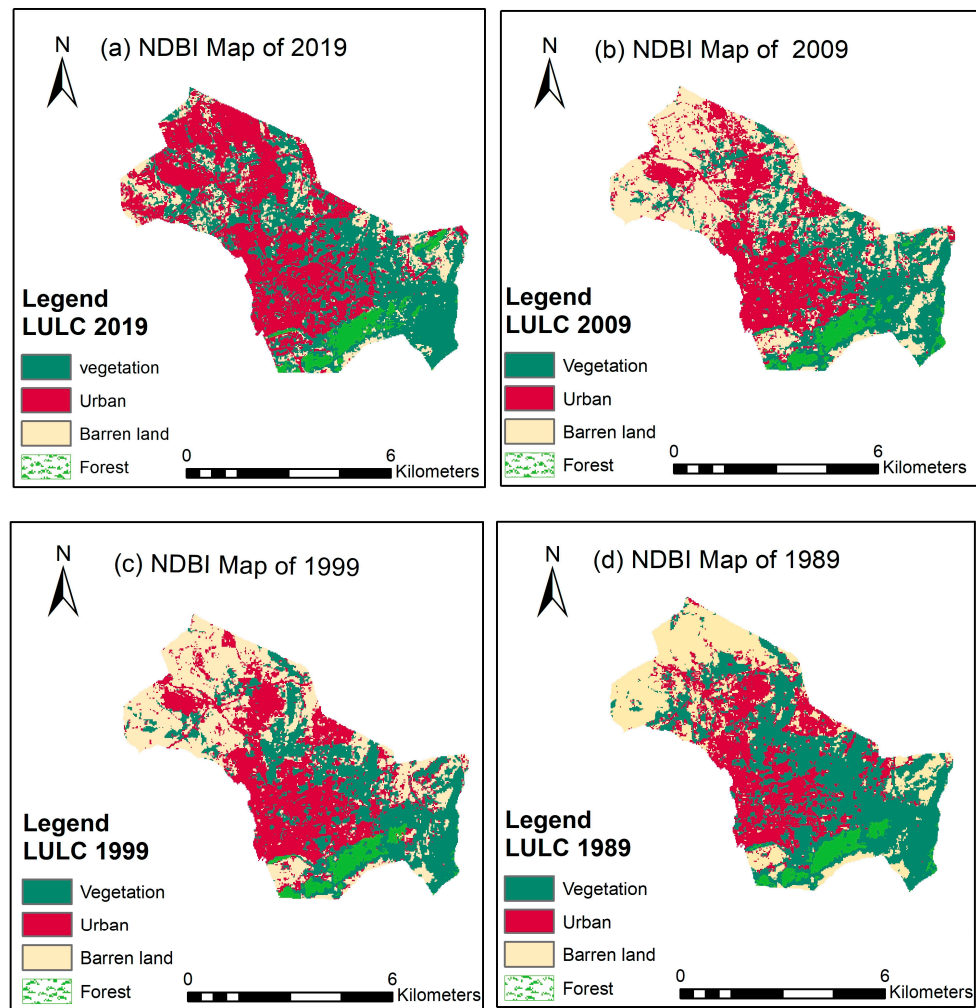 N
(a) NDBI Map of 2019
Legend
LULC 2019
vegetation
Urban
Barren land
Forest
0 6
Kilometers
N
(b) NDBI Map of 2009
Legend
LULC 2009
Vegetation
Urban
Barren land
Forest
0 6
Kilometers
N
(c) NDBI Map of 1999
Legend
LULC 1999
Vegetation
Urban
Barren land
Forest
0 6
Kilometers
N
(d) NDBI Map of 1989
Legend
LULC 1989
Vegetation
Urban
Barren land
Forest
0 6
Kilometers